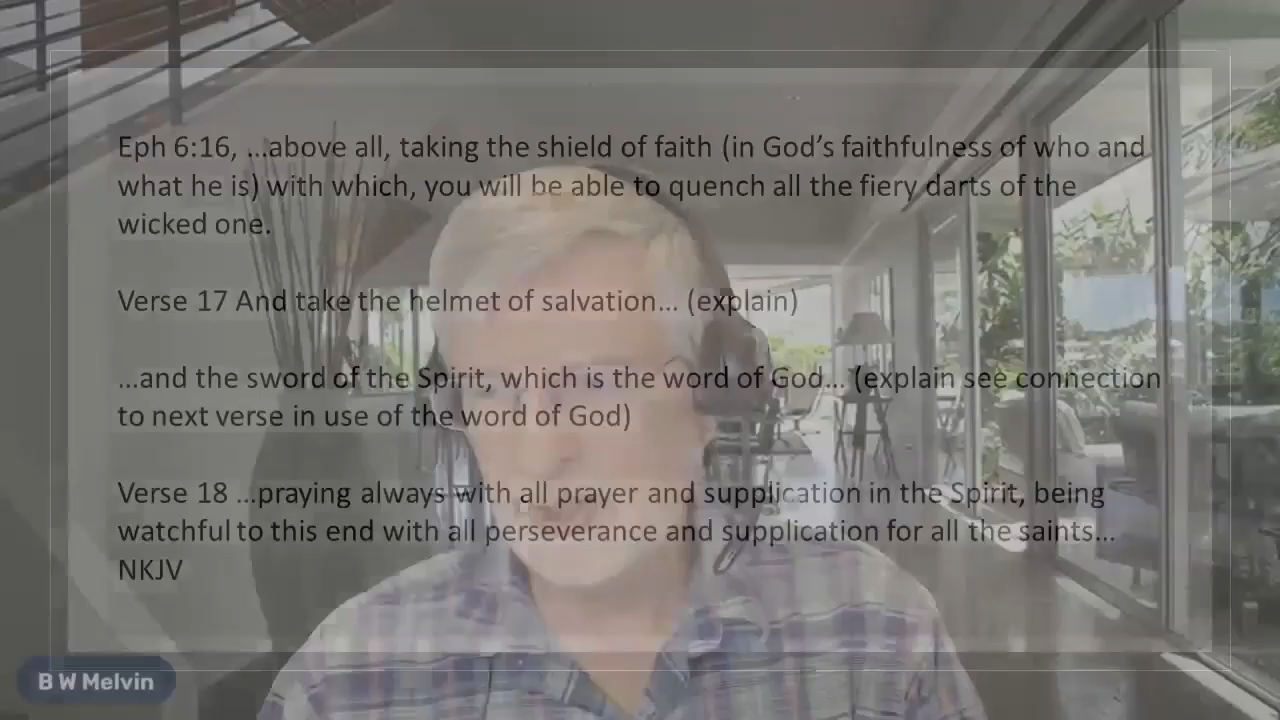 Eph 6:16, …above all, taking the shield of faith (in God’s faithfulness of who and
what he is) with which, you will be able to quench all the fiery darts of the
wicked one.
Verse 17 And take the helmet of salvation… (explain)
…and the sword of the Spirit, which is the word of God… (explain see connection
to next verse in use of the word of God)
Verse 18 …praying always with all prayer and supplication in the Spirit, being
watchful to this end with all perseverance and supplication for all the saints…
NKJV
B W Melvin